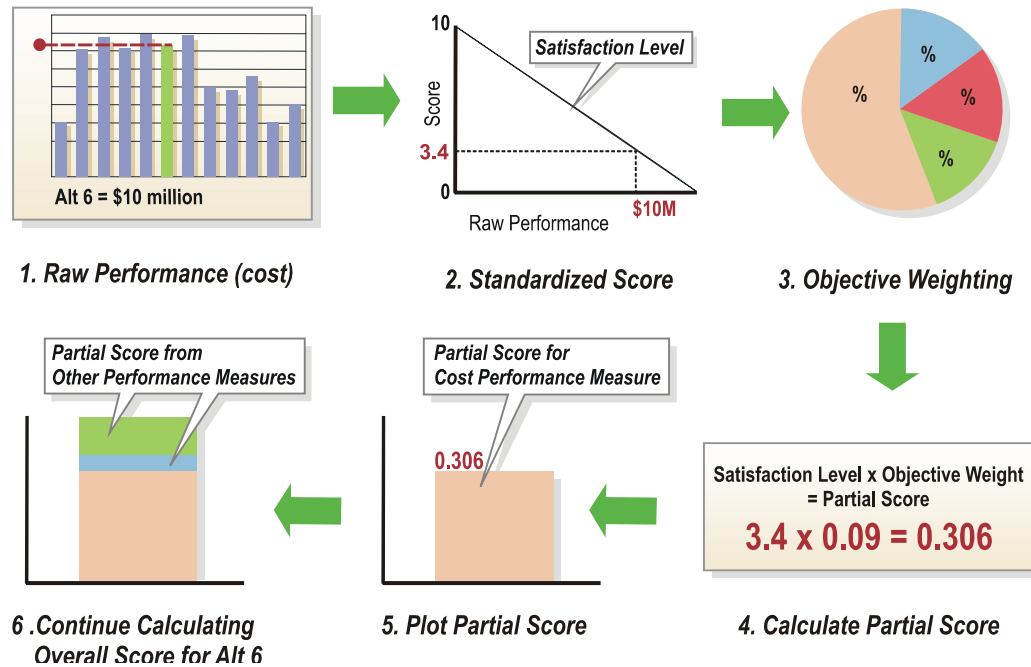 Alt 6 = $10 million
1. Raw Performance (cost)
10
Satisfaction Level
Score
3.4
0
$10M
Raw Performance
2. Standardized Score
%
%
%
%
3. Objective Weighting
Satisfaction Level x Objective Weight
= Partial Score
3.4 x 0.09 = 0.306
4. Calculate Partial Score
Partial Score for
Cost Performance Measure
0.306
5. Plot Partial Score
Partial Score from
Other Performance Measures
6 .Continue Calculating
Overall Score for Alt 6